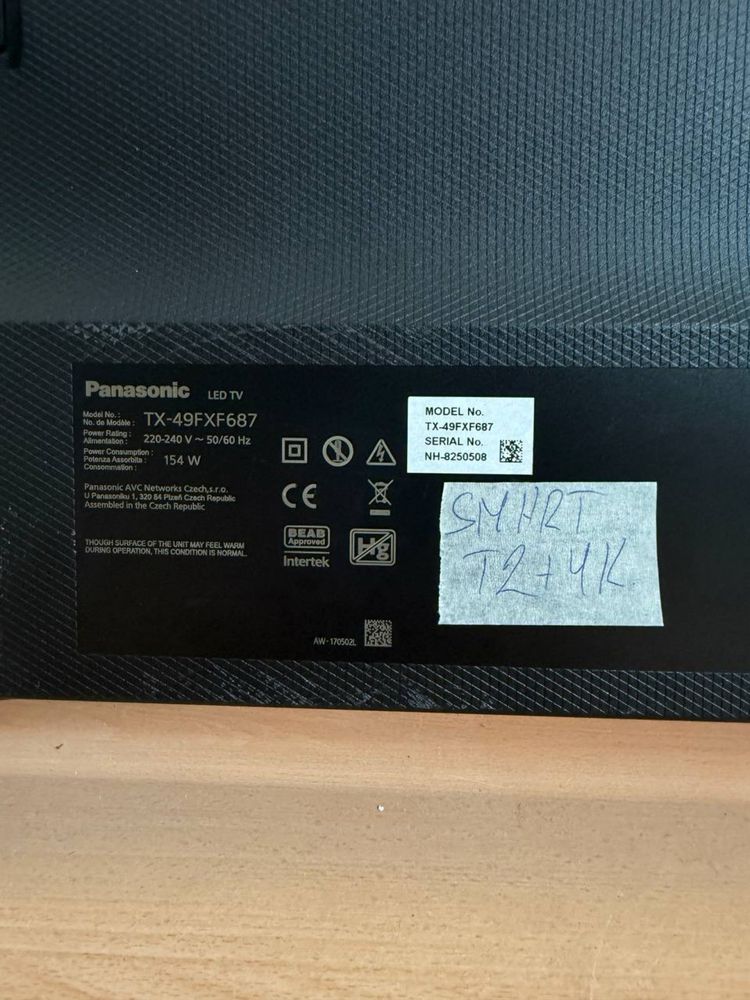 Panasonic LED TV
Model No. :
No. de Modèle : TX-49FXF687
Power Rating :
Alimentation : 220-240 V ~ 50/60 Hz
Power Consumption :
Potenza Assorbita : 154 W
Consommation :
Panasonic AVC Networks Czech,s.r.o.
U Panasoniku 1, 320 84 Plzeň Czech Republic
Assembled in the Czech Republic
THOUGH SURFACE OF THE UNIT MAY FEEL WARM
DURING OPERATION, THIS CONDITION IS NORMAL.
CE
BEAB
Approved
Intertek
Hg
AW-170502L
MODEL No.
TX-49FXF687
SERIAL No.
NH-8250508
SMART
T2+4K